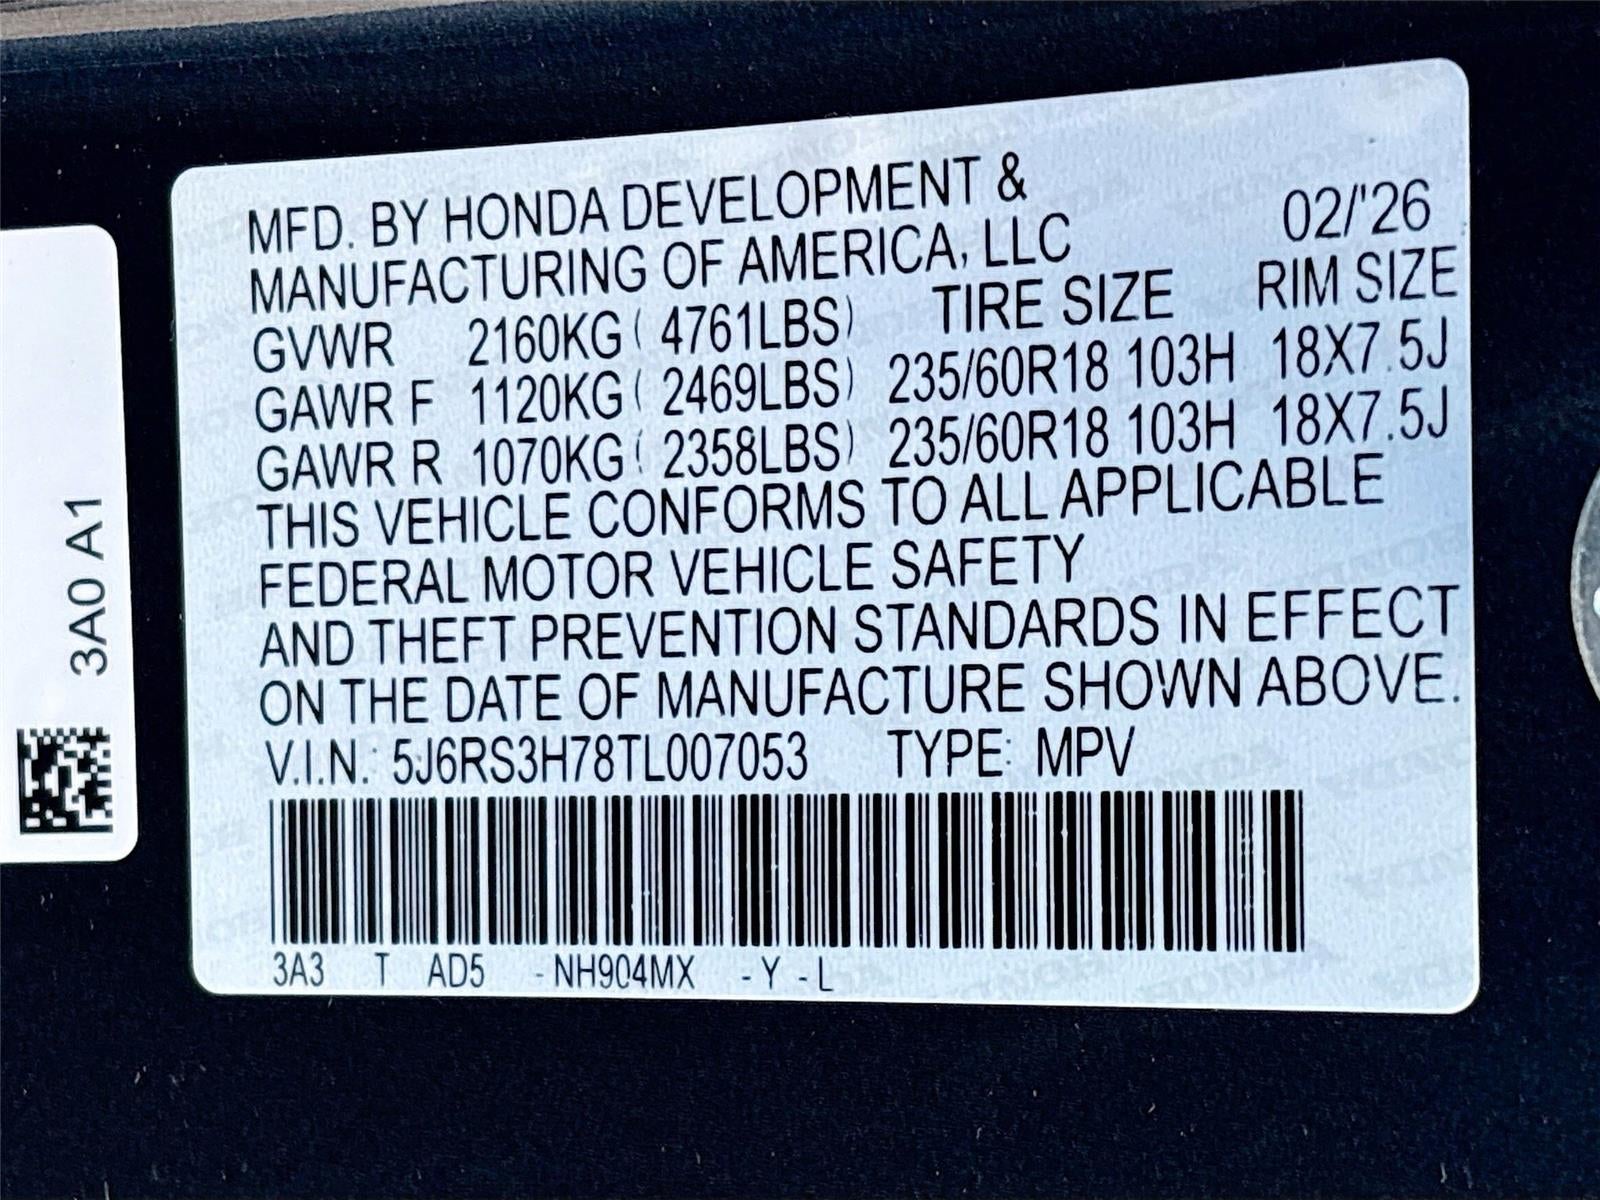 MFD. BY HONDA DEVELOPMENT &
MANUFACTURING OF AMERICA, LLC 02/'26
GVWR 2160KG ( 4761LBS) TIRE SIZE RIM SIZE
GAWR F 1120KG ( 2469LBS) 235/60R18 103H 18X7.5J
GAWR R 1070KG ( 2358LBS) 235/60R18 103H 18X7.5J
THIS VEHICLE CONFORMS TO ALL APPLICABLE
FEDERAL MOTOR VEHICLE SAFETY
AND THEFT PREVENTION STANDARDS IN EFFECT
ON THE DATE OF MANUFACTURE SHOWN ABOVE.
V.I.N.: 5J6RS3H78TL007053 TYPE: MPV
3A3 T AD5 -NH904MX -Y-L
3A0 A1